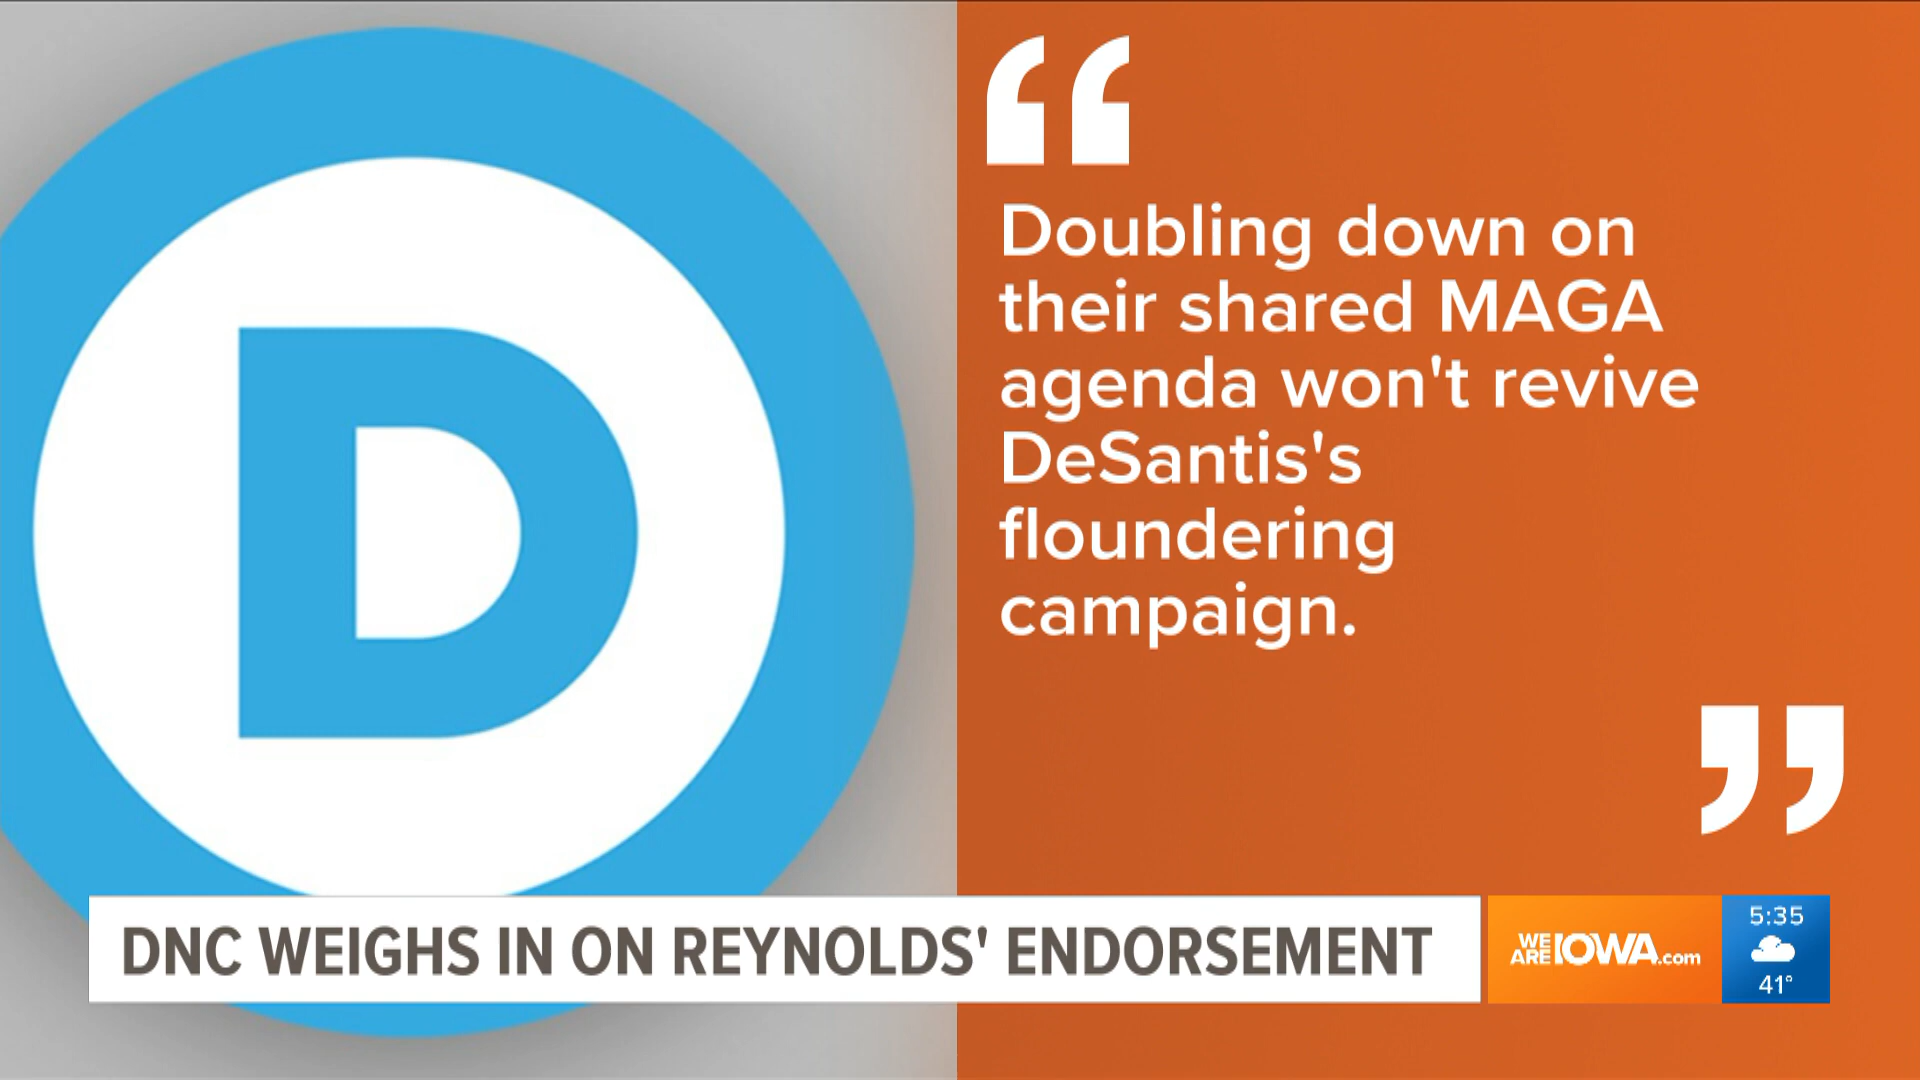 D
“
Doubling down on
their shared MAGA
agenda won't revive
DeSantis's
floundering
campaign.
”
DNC WEIGHS IN ON REYNOLDS' ENDORSEMENT
WE ARE IOWA.com
5:35
41°